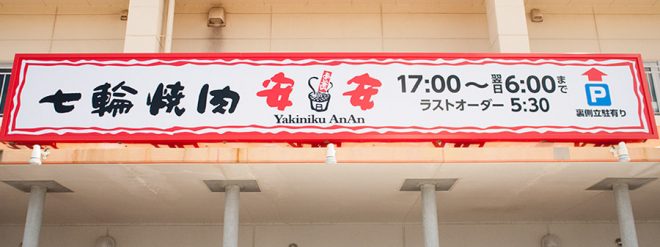 七輪焼肉 安安
Yakiniku AnAn
17:00〜翌日6:00まで
ラストオーダー 5:30
P
裏側立駐有り